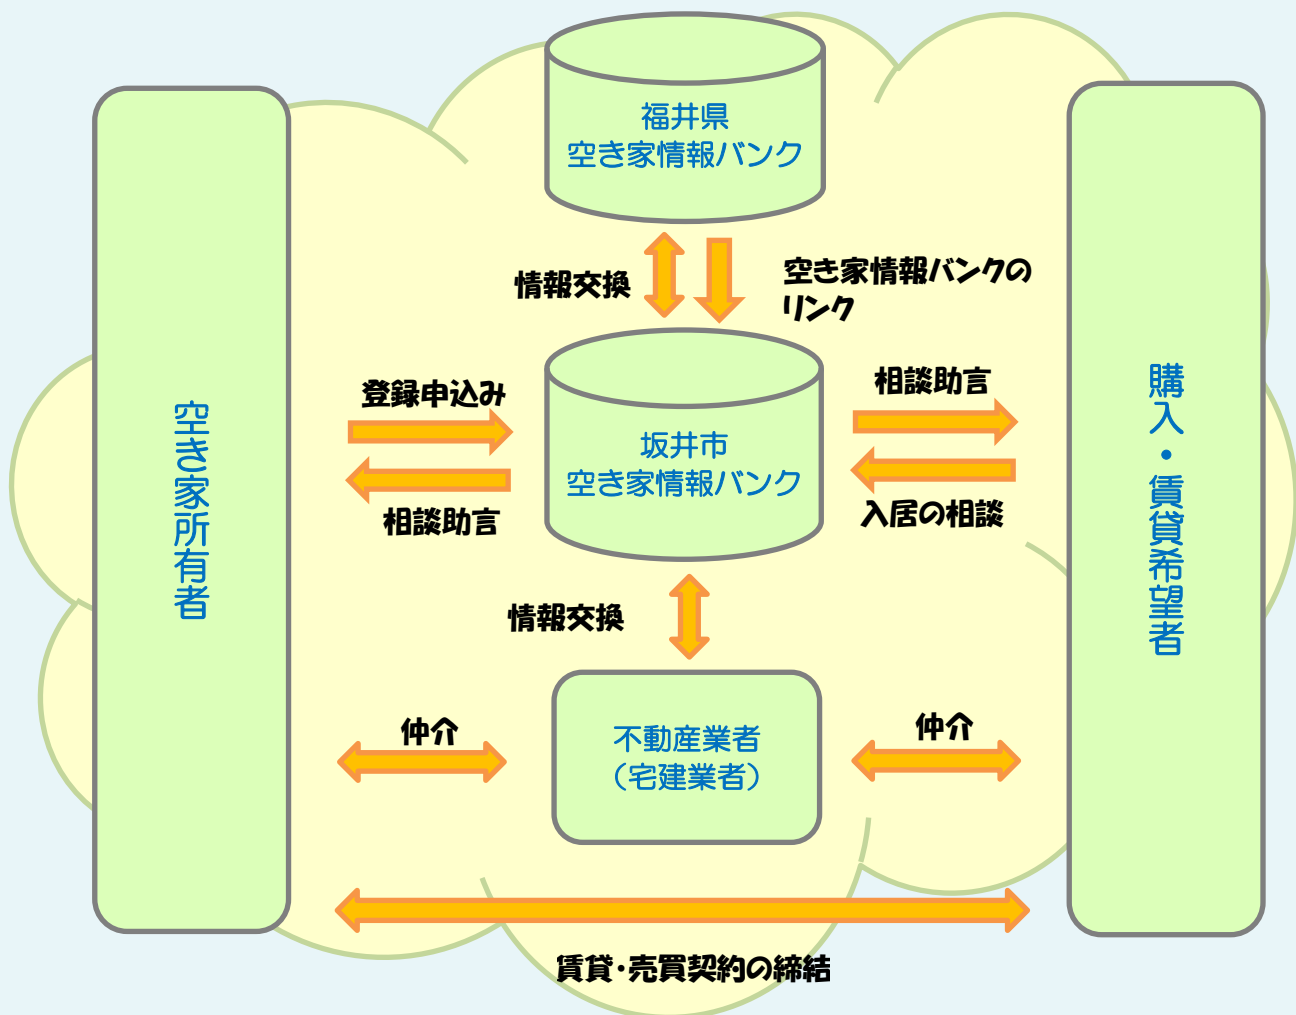 福井県
空き家情報バンク
情報交換
空き家情報バンクの
リンク
登録申込み
相談助言
坂井市
空き家情報バンク
相談助言
入居の相談
空き家所有者
購入・賃貸希望者
情報交換
仲介
不動産業者
（宅建業者）
仲介
賃貸・売買契約の締結